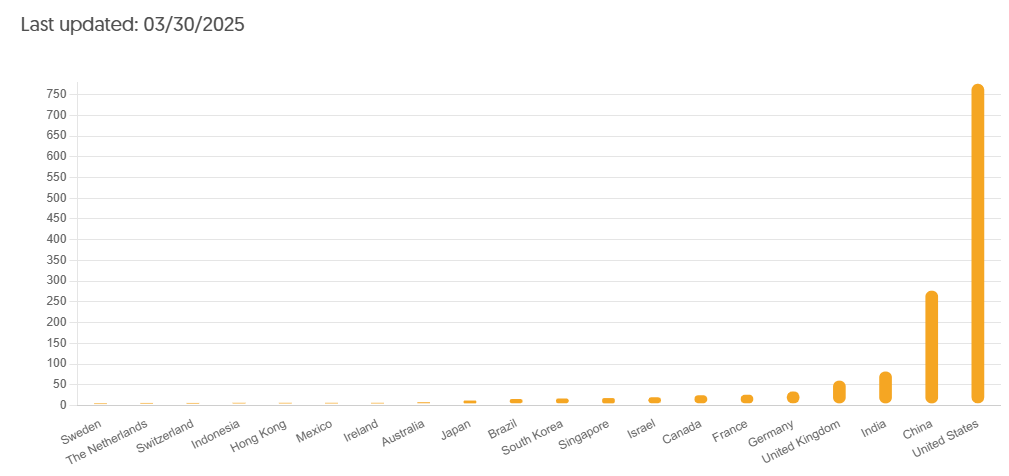 Last updated: 03/30/2025
750
700
650
600
550
500
450
400
350
300
250
200
150
100
50
0
Sweden
The Netherlands
Switzerland
Indonesia
Hong Kong
Mexico
Ireland
Australia
Japan
Brazil
South Korea
Singapore
Israel
Canada
France
Germany
United Kingdom
India
China
United States